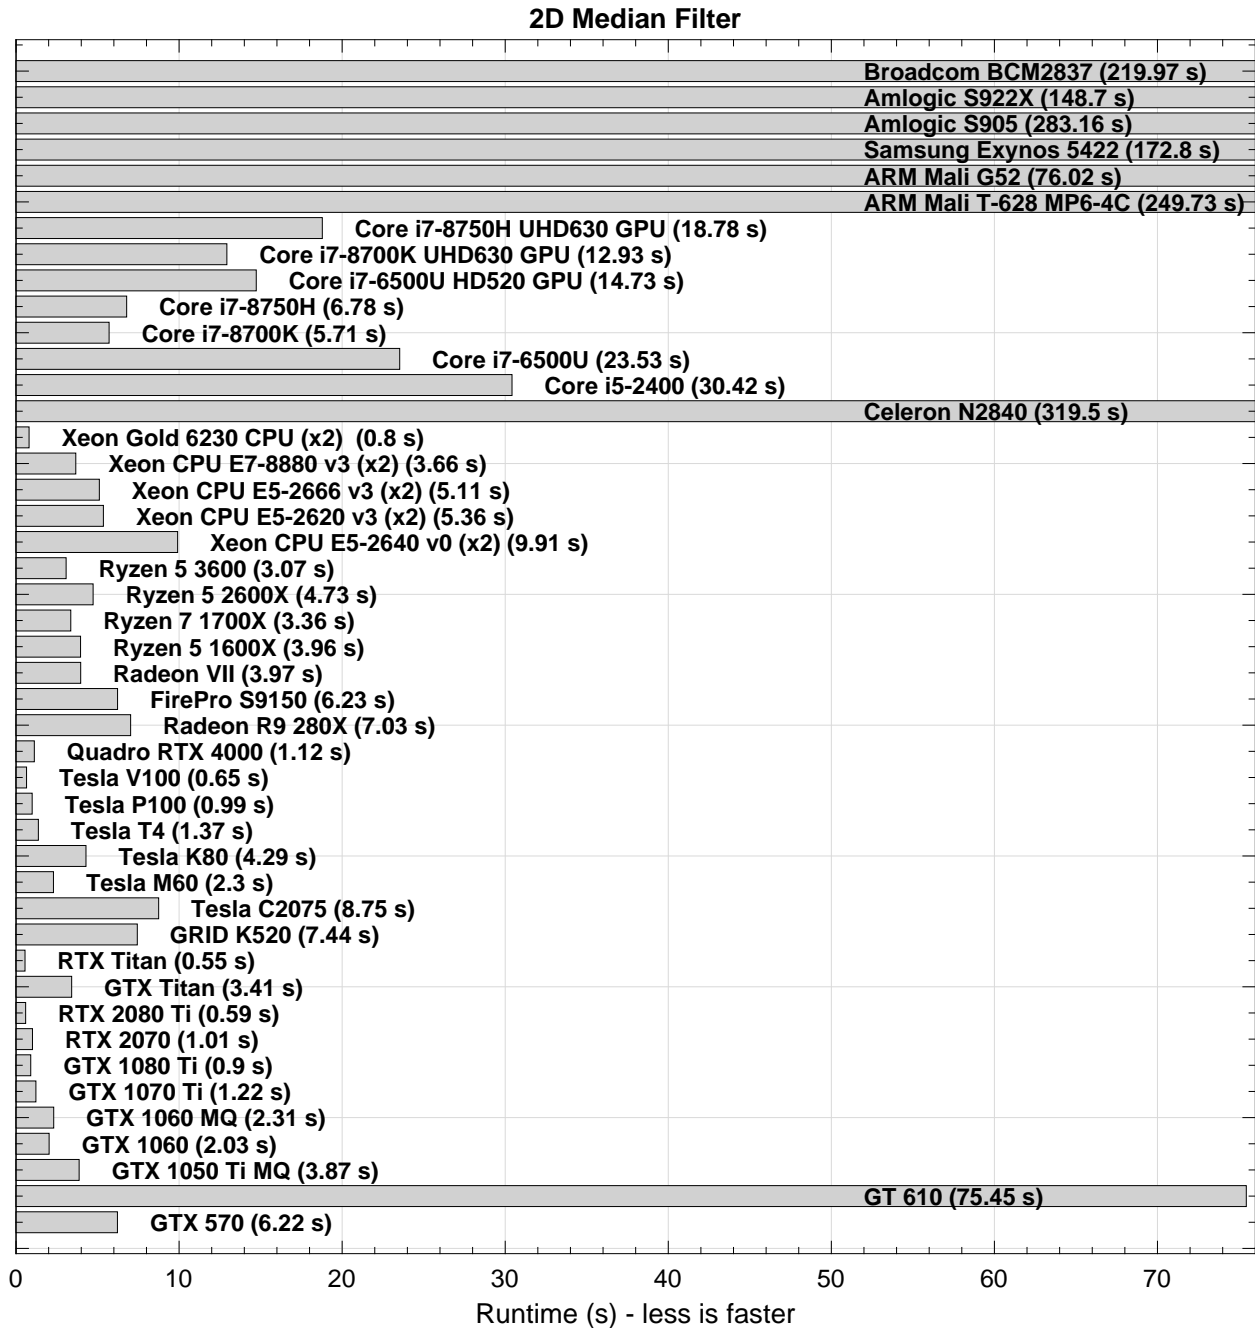 2D Median Filter
Broadcom BCM2837 (219.97 s)
Amlogic S922X (148.7 s)
Amlogic S905 (283.16 s)
Samsung Exynos 5422 (172.8 s)
ARM Mali G52 (76.02 s)
ARM Mali T-628 MP6-4C (249.73 s)
Core i7-8750H UHD630 GPU (18.78 s)
Core i7-8700K UHD630 GPU (12.93 s)
Core i7-6500U HD520 GPU (14.73 s)
Core i7-8750H (6.78 s)
Core i7-8700K (5.71 s)
Core i7-6500U (23.53 s)
Core i5-2400 (30.42 s)
Celeron N2840 (319.5 s)
Xeon Gold 6230 CPU (x2)  (0.8 s)
Xeon CPU E7-8880 v3 (x2) (3.66 s)
Xeon CPU E5-2666 v3 (x2) (5.11 s)
Xeon CPU E5-2620 v3 (x2) (5.36 s)
Xeon CPU E5-2640 v0 (x2) (9.91 s)
Ryzen 5 3600 (3.07 s)
Ryzen 5 2600X (4.73 s)
Ryzen 7 1700X (3.36 s)
Ryzen 5 1600X (3.96 s)
Radeon VII (3.97 s)
FirePro S9150 (6.23 s)
Radeon R9 280X (7.03 s)
Quadro RTX 4000 (1.12 s)
Tesla V100 (0.65 s)
Tesla P100 (0.99 s)
Tesla T4 (1.37 s)
Tesla K80 (4.29 s)
Tesla M60 (2.3 s)
Tesla C2075 (8.75 s)
GRID K520 (7.44 s)
RTX Titan (0.55 s)
GTX Titan (3.41 s)
RTX 2080 Ti (0.59 s)
RTX 2070 (1.01 s)
GTX 1080 Ti (0.9 s)
GTX 1070 Ti (1.22 s)
GTX 1060 MQ (2.31 s)
GTX 1060 (2.03 s)
GTX 1050 Ti MQ (3.87 s)
GT 610 (75.45 s)
GTX 570 (6.22 s)
0 10 20 30 40 50 60 70
Runtime (s) - less is faster